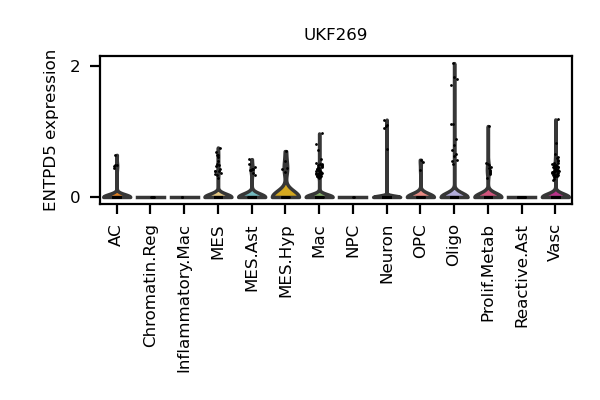 UKF269
ENTPD5 expression
2
0
AC
Chromatin.Reg
Inflammatory.Mac
MES
MES.Ast
MES.Hyp
Mac
NPC
Neuron
OPC
Oligo
Prolif.Metab
Reactive.Ast
Vasc